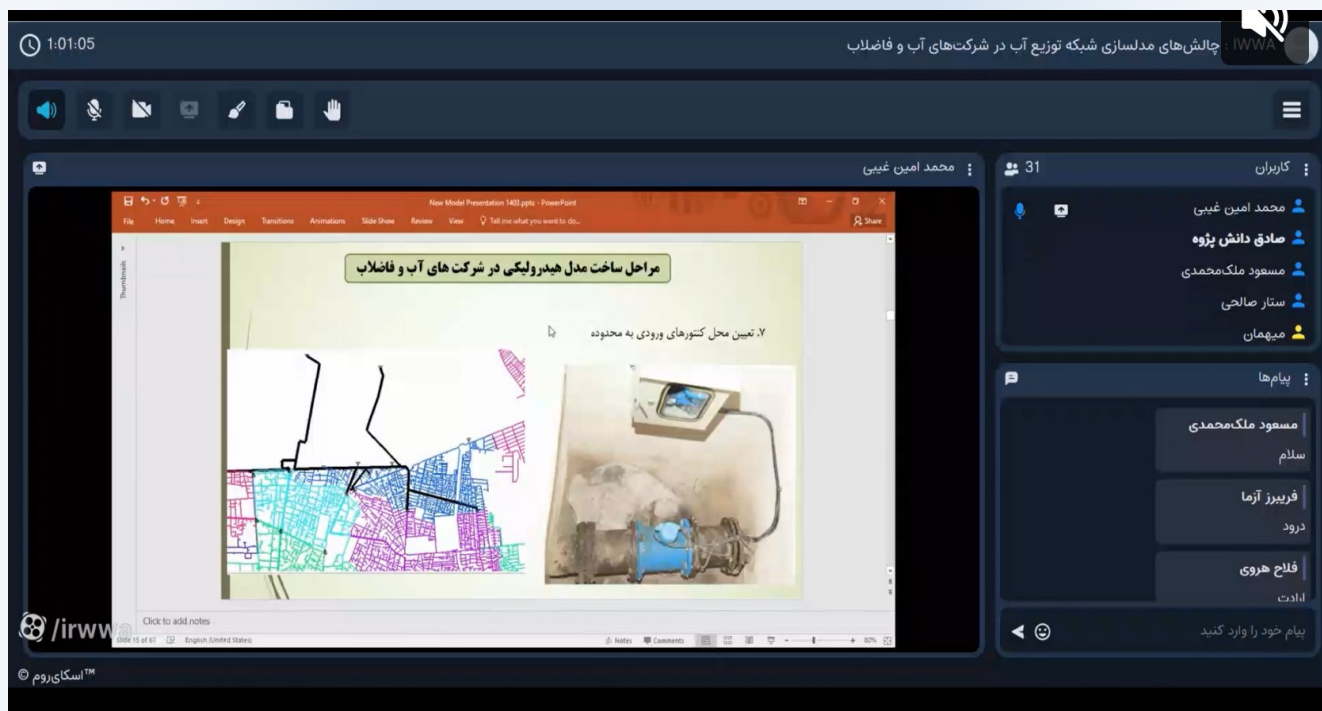 1:01:05
IWWA : چالش‌های مدلسازی شبکه توزیع آب در شرکت‌های آب و فاضلاب
محمد امین غیبی
31
کاربران
محمد امین غیبی
صادق دانش پژوه
مسعود ملک‌محمدی
ستار صالحی
میهمان
New Model Presentation 1403.pptx - PowerPoint
File Home Insert Design Transitions Animations Slide Show Review View Tell me what you want to do... Share
Thumbnails
مراحل ساخت مدل هیدرولیکی در شرکت های آب و فاضلاب
۷. تعیین محل کنتورهای ورودی به محدوده
Click to add notes
Slide 15 of 67 English (United States) Notes Comments 80%
پیام‌ها
مسعود ملک‌محمدی
سلام
فریبرز آزما
درود
فلاح هروی
ارادت
پیام خود را وارد کنید
/irwwa
© اسکای‌روم™